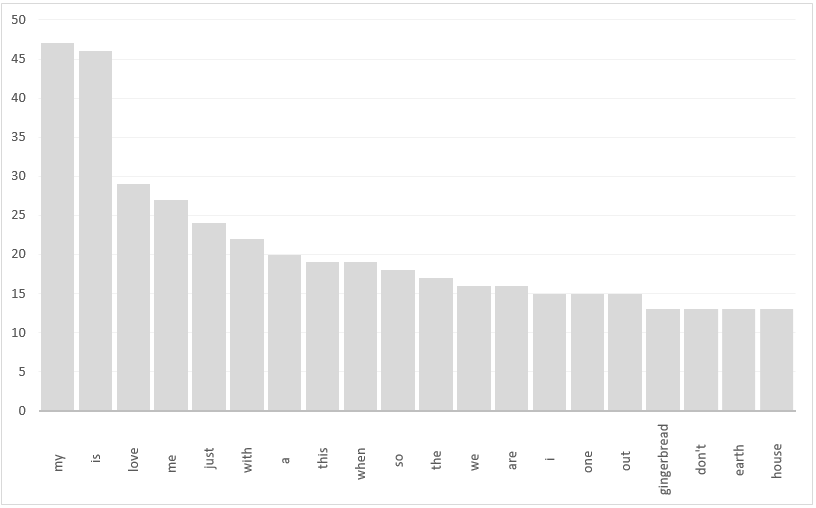 50
45
40
35
30
25
20
15
10
5
0
my
is
love
me
just
with
a
this
when
so
the
we
are
i
one
out
gingerbread
don't
earth
house